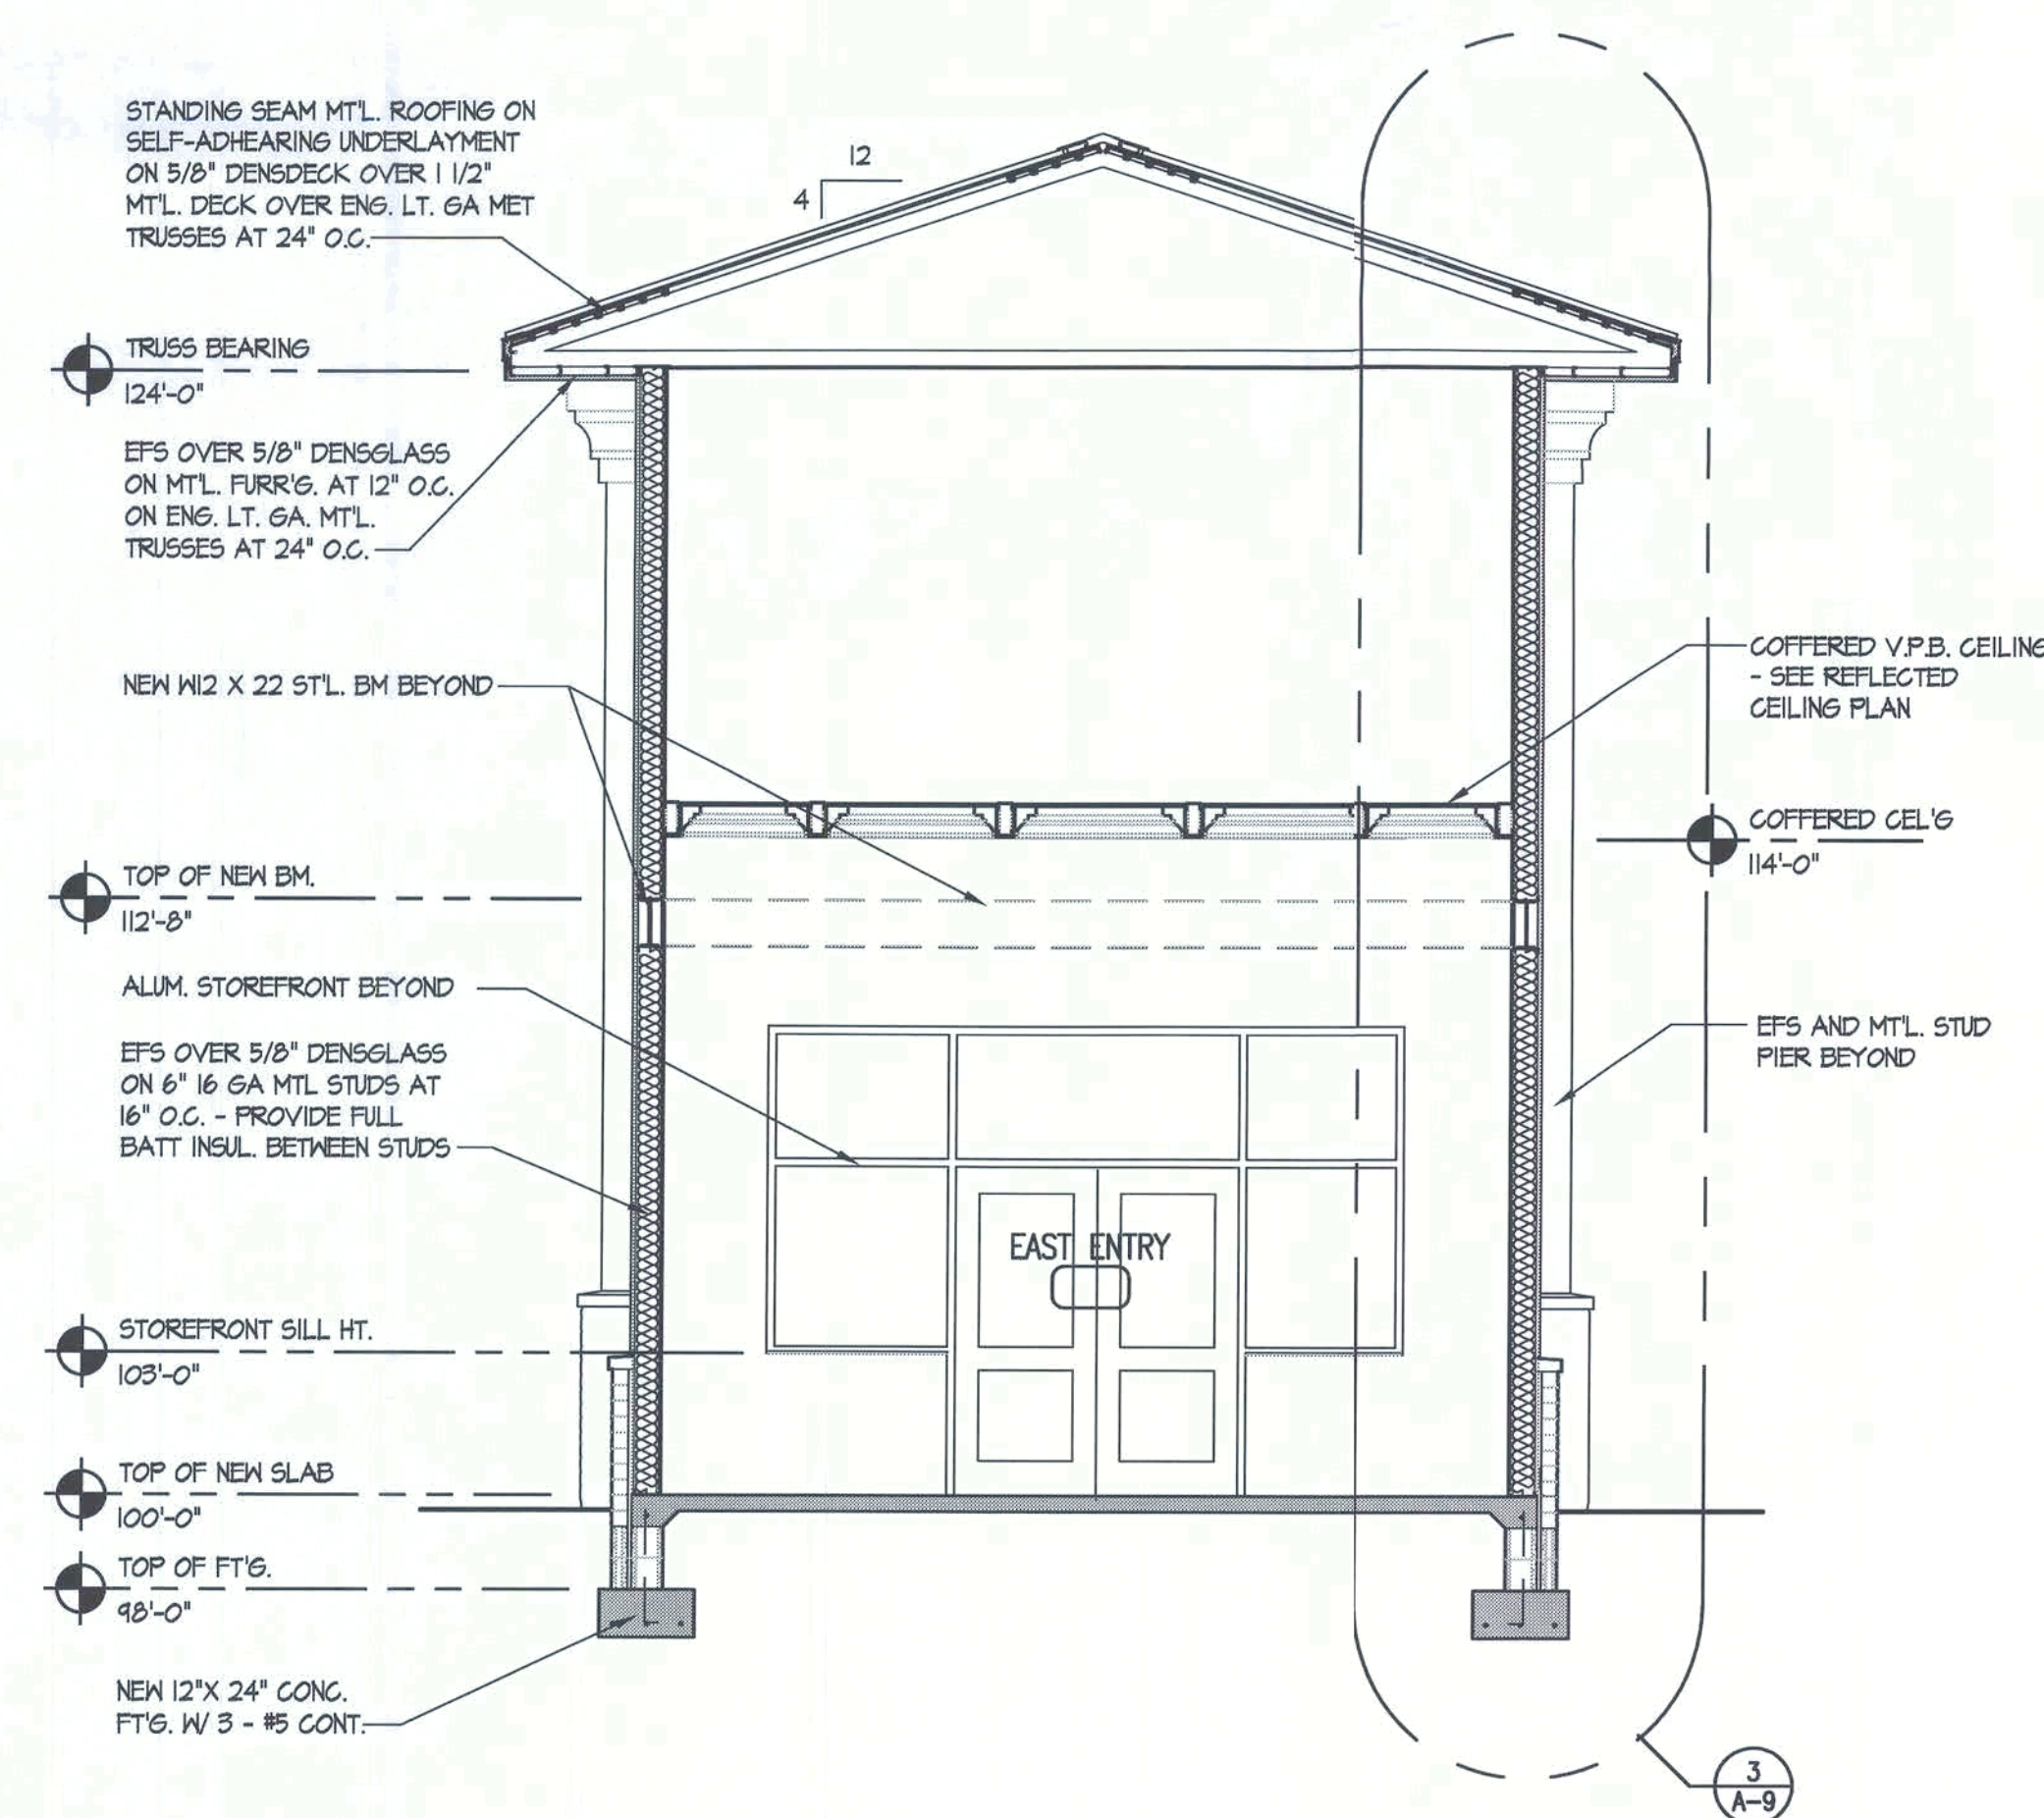 STANDING SEAM MT'L. ROOFING ON
SELF-ADHEARING UNDERLAYMENT
ON 5/8" DENSDECK OVER 1 1/2"
MT'L. DECK OVER ENG. LT. GA MET
TRUSSES AT 24" O.C.
12
4
TRUSS BEARING
124'-0"
EFS OVER 5/8" DENSGLASS
ON MT'L. FURR'G. AT 12" O.C.
ON ENG. LT. GA. MT'L.
TRUSSES AT 24" O.C.
NEW W12 X 22 ST'L. BM BEYOND
COFFERED V.P.B. CEILING
- SEE REFLECTED
CEILING PLAN
COFFERED CEL'G
114'-0"
TOP OF NEW BM.
112'-8"
ALUM. STOREFRONT BEYOND
EFS AND MT'L. STUD
PIER BEYOND
EFS OVER 5/8" DENSGLASS
ON 6" 16 GA MTL STUDS AT
16" O.C. - PROVIDE FULL
BATT INSUL. BETWEEN STUDS
EAST ENTRY
STOREFRONT SILL HT.
103'-0"
TOP OF NEW SLAB
100'-0"
TOP OF FT'G.
98'-0"
NEW 12"X 24" CONC.
FT'G. W/ 3 - #5 CONT.
3
A-9